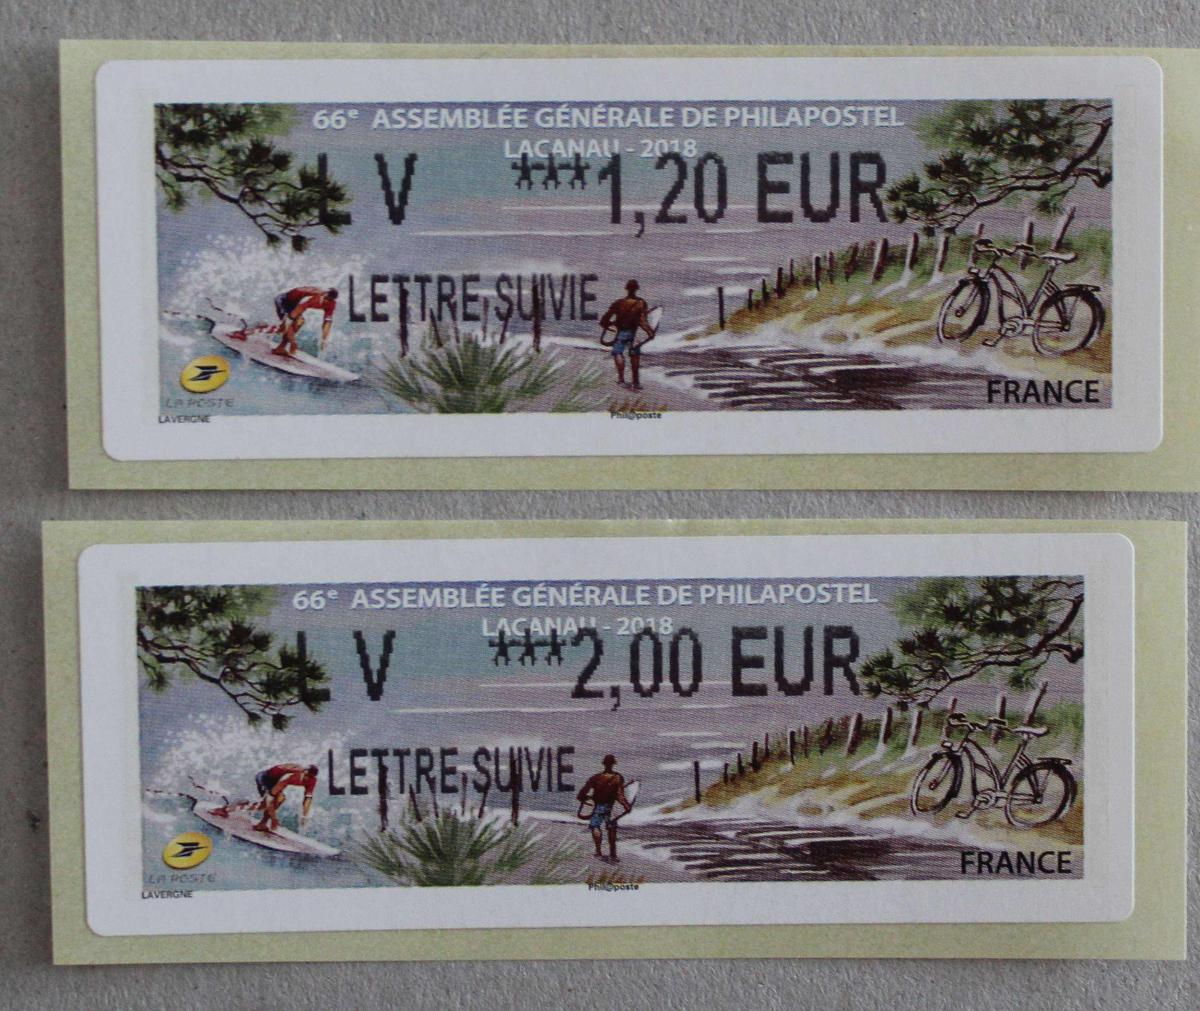 66e ASSEMBLÉE GÉNÉRALE DE PHILAPOSTEL
LACANAU - 2018
LV ***1,20 EUR
LETTRE SUIVIE
LA POSTE
FRANCE
LAVERGNE
Phil@poste
66e ASSEMBLÉE GÉNÉRALE DE PHILAPOSTEL
LACANAU - 2018
LV ***2,00 EUR
LETTRE SUIVIE
LA POSTE
FRANCE
LAVERGNE
Phil@poste